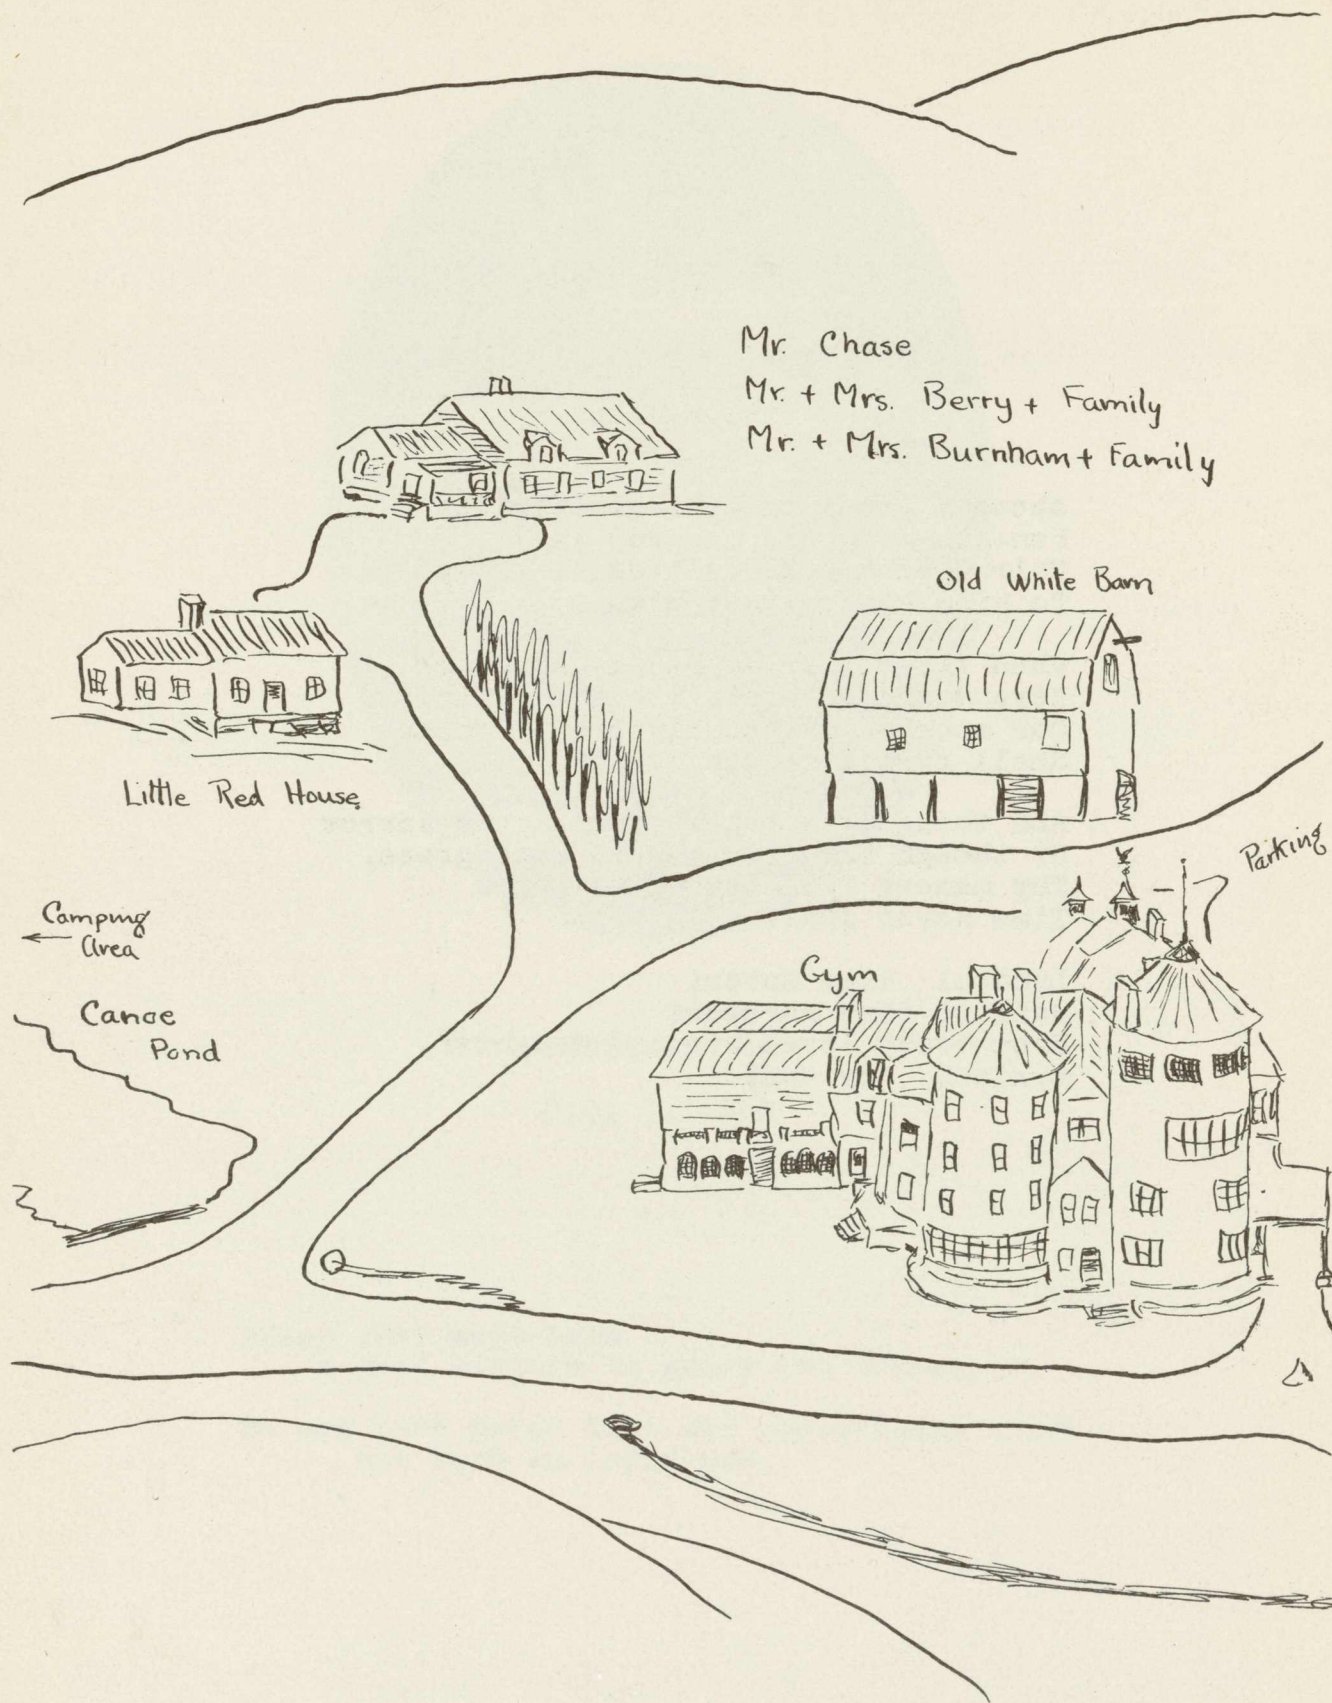 Mr. Chase
Mr. + Mrs. Berry + Family
Mr. + Mrs. Burnham + Family
Old White Barn
Little Red House
Parking
Camping
Area
Gym
Canoe
Pond